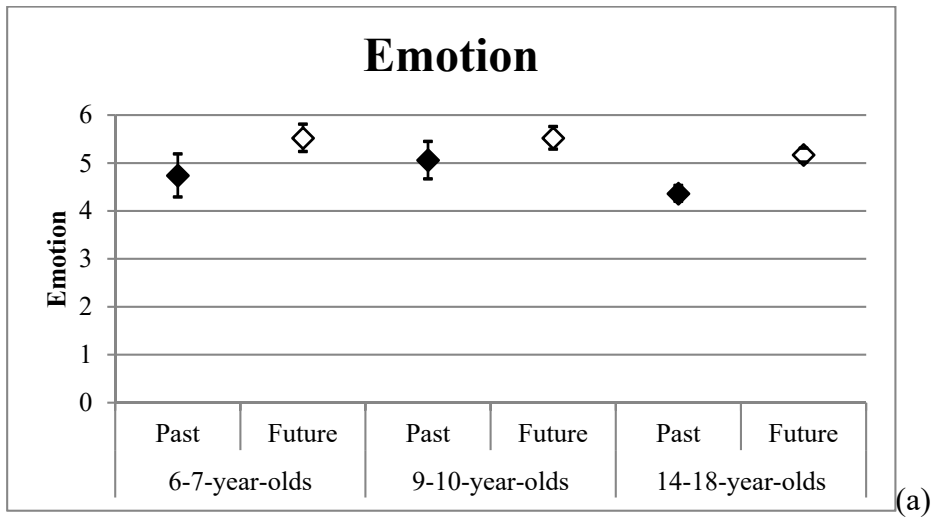 Emotion
6
5
4
3
2
1
0
Emotion
Past Future Past Future Past Future
6-7-year-olds 9-10-year-olds 14-18-year-olds
(a)